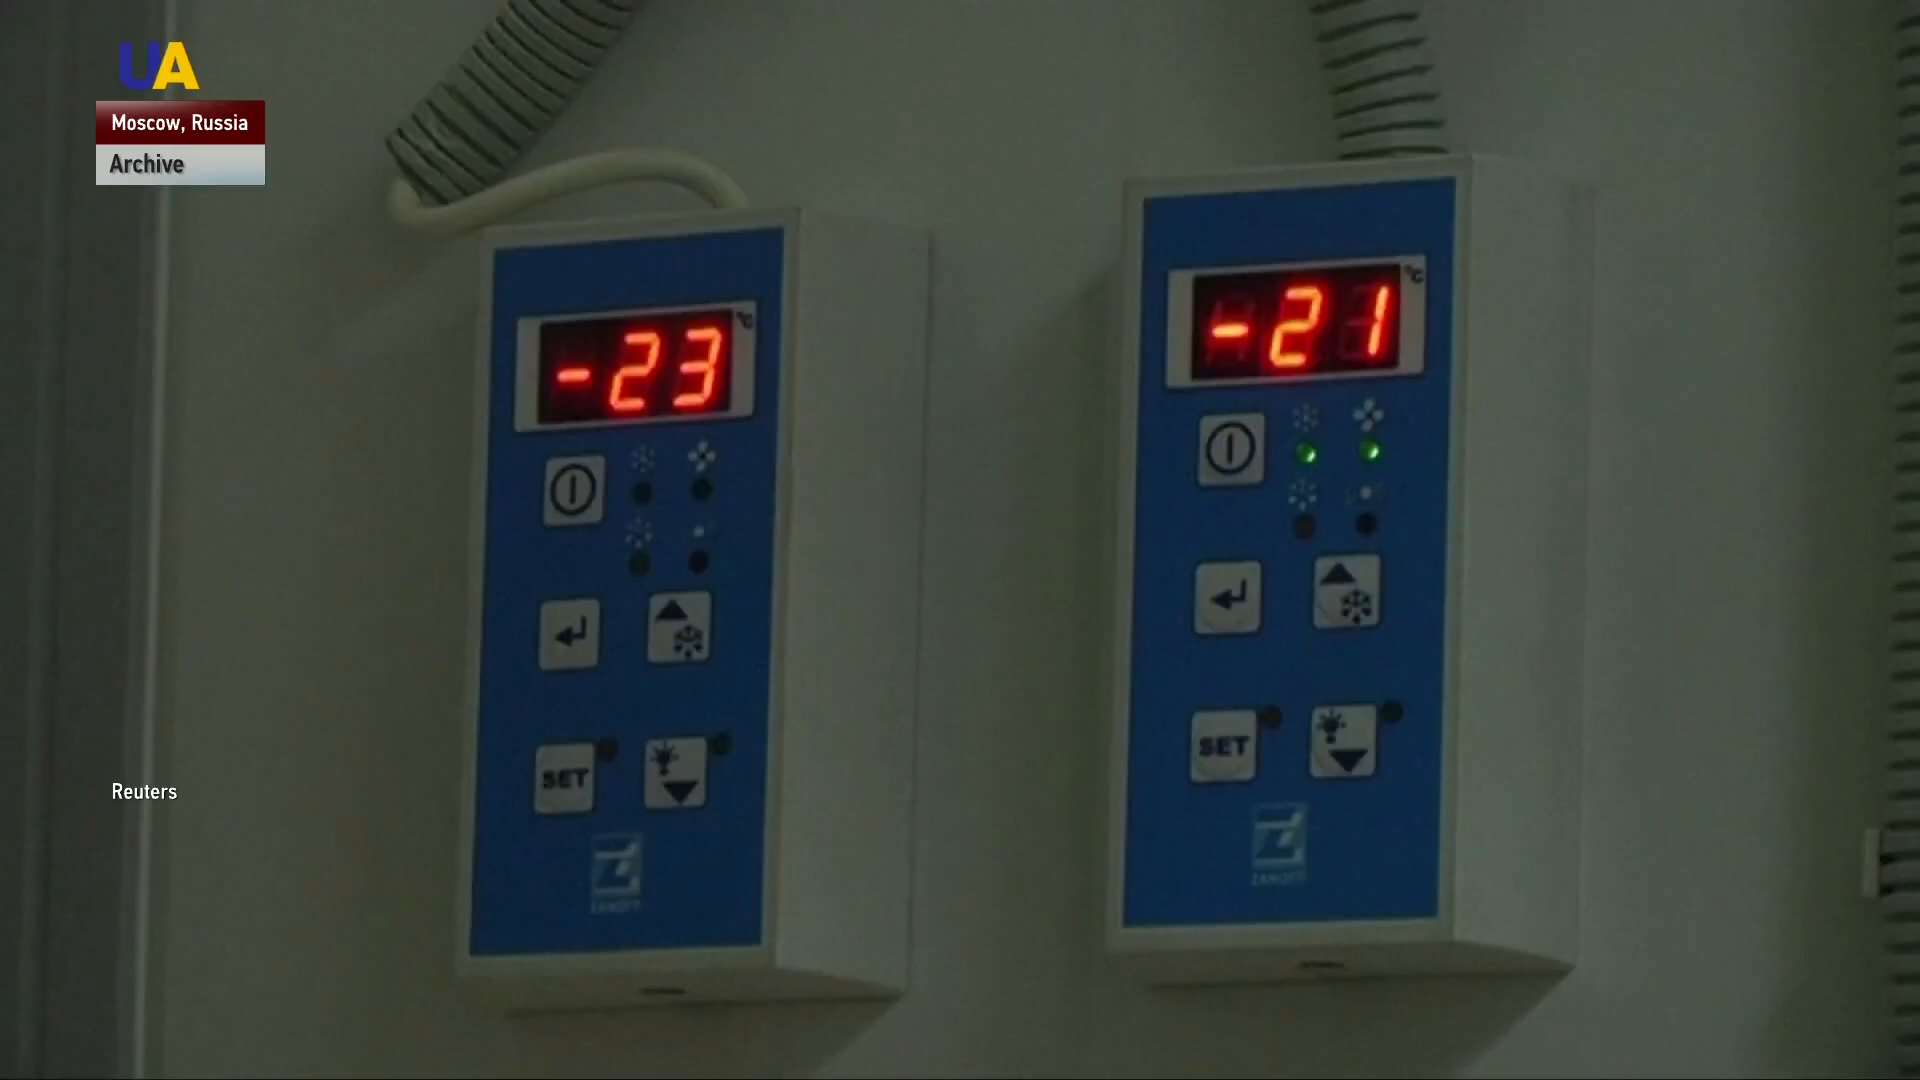 UA
Moscow, Russia
Archive
-23 °C
-21 °C
SET
SET
Reuters